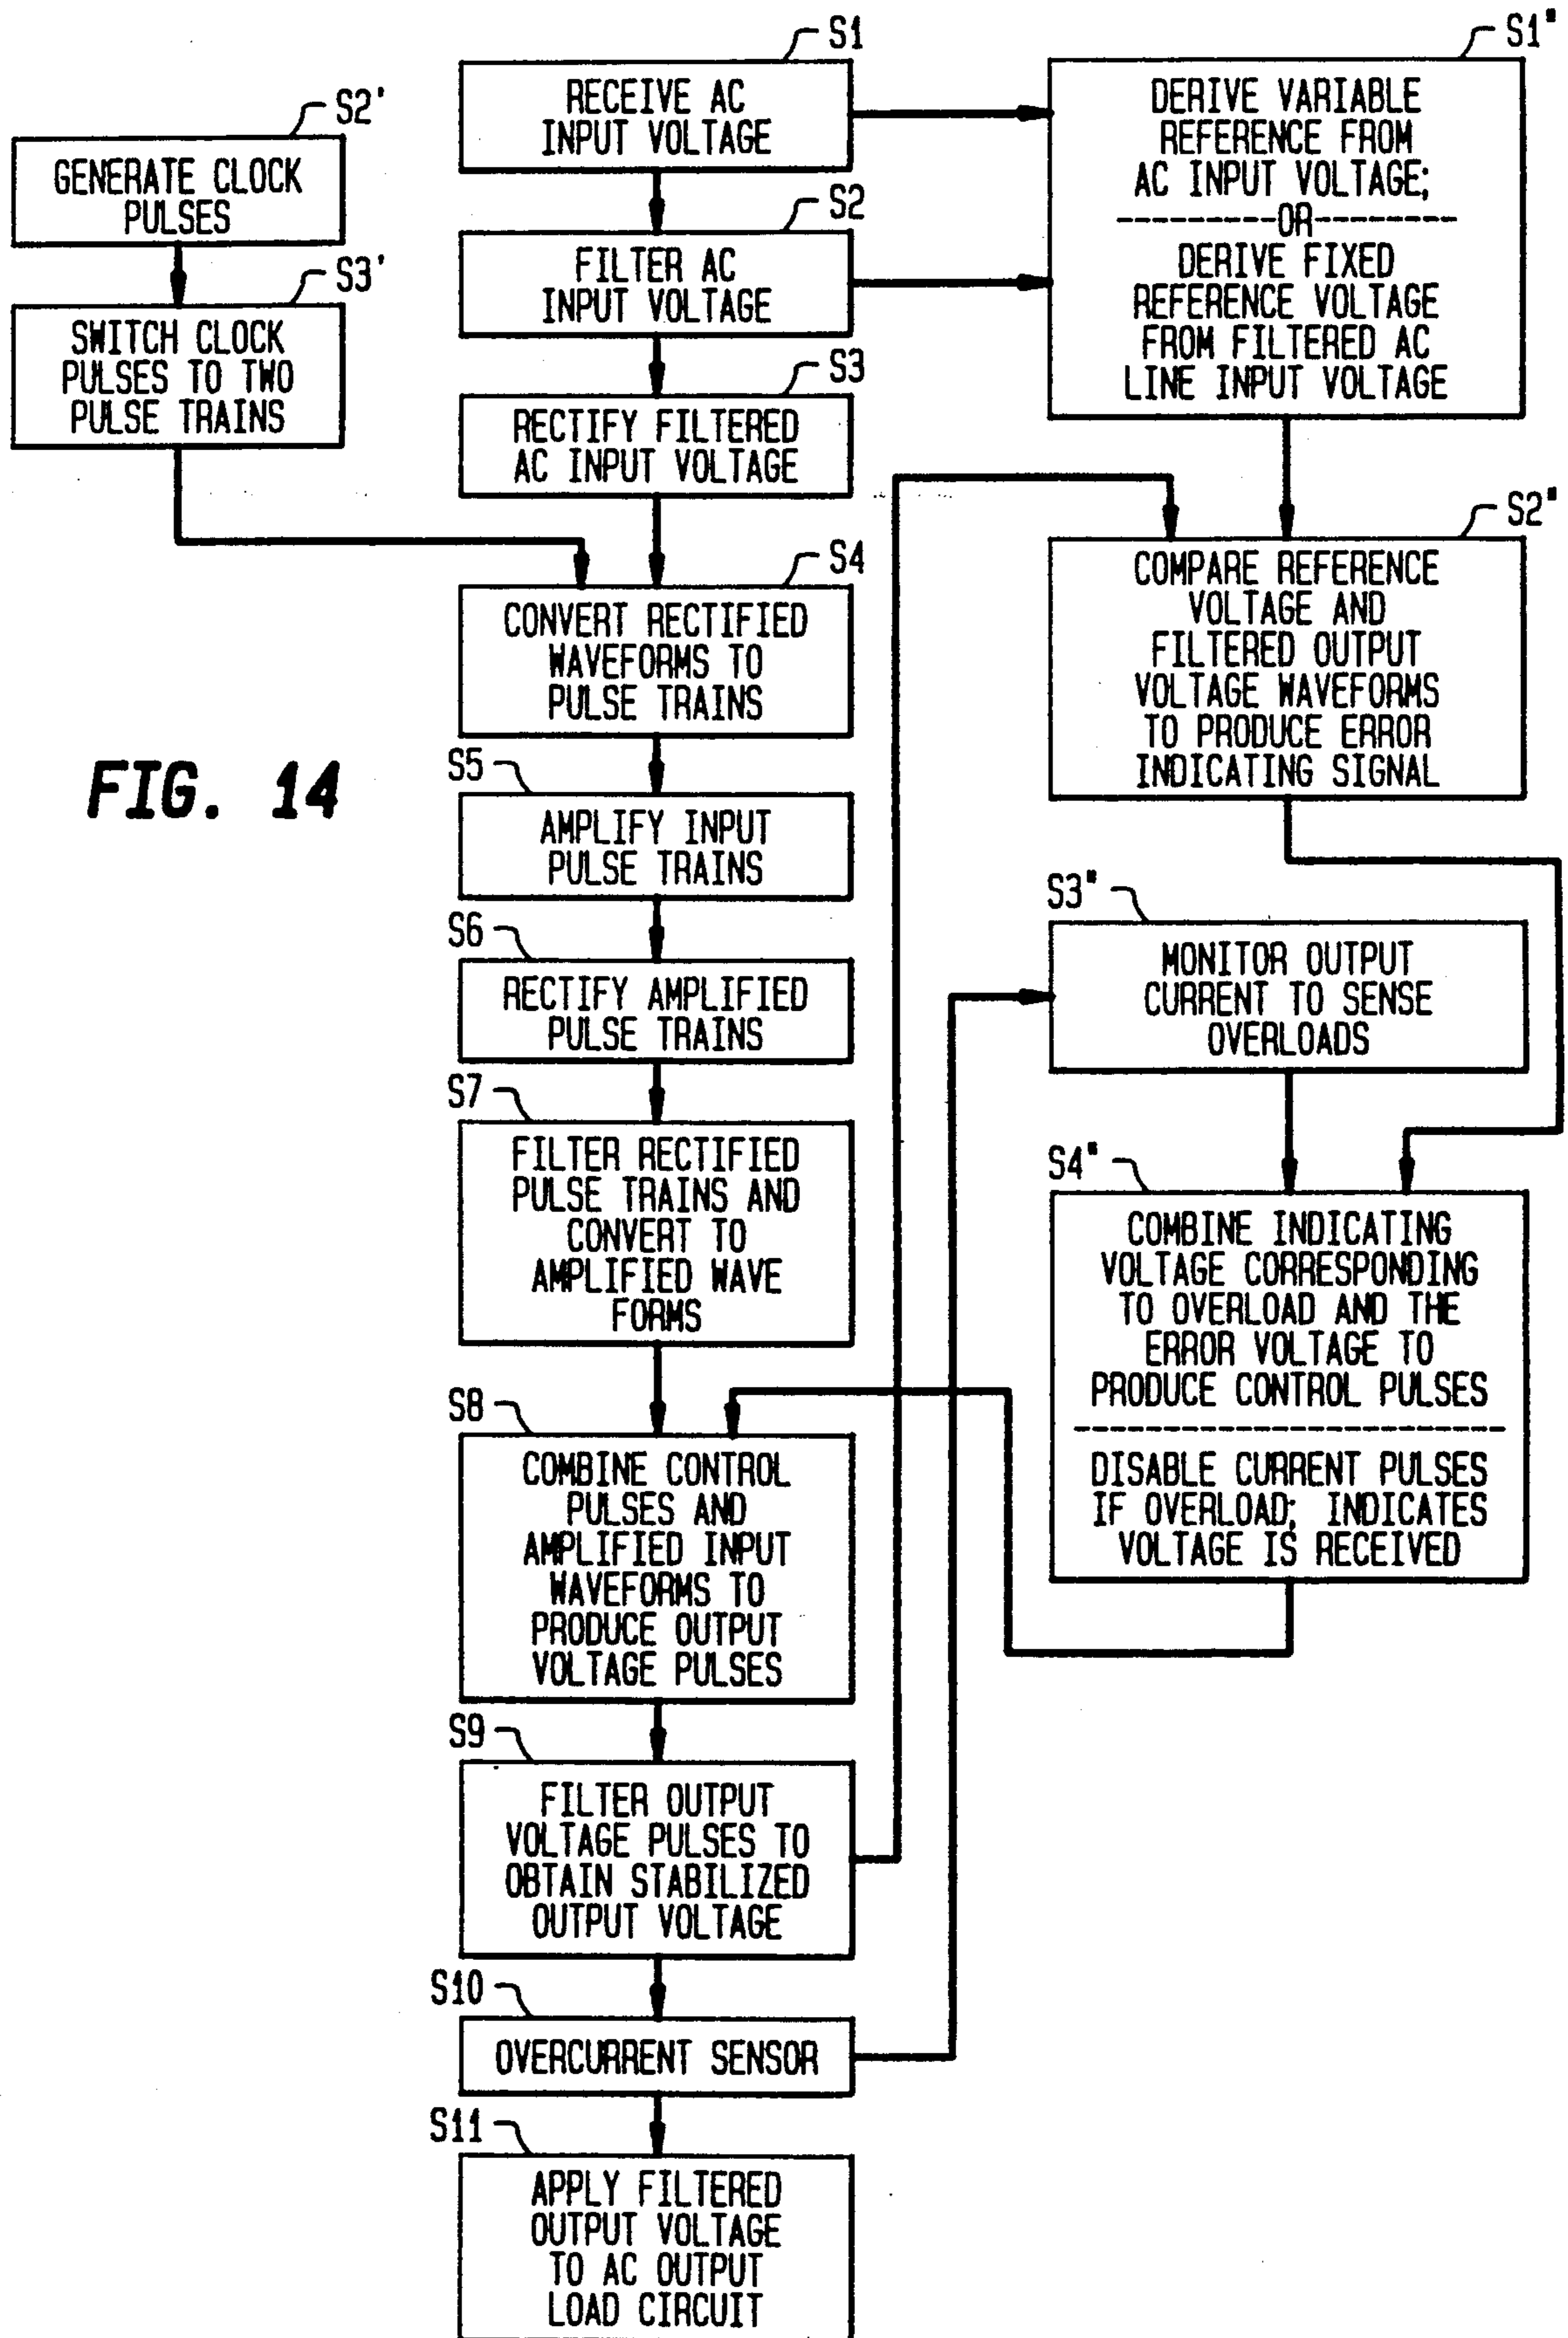 S1
RECEIVE AC
INPUT VOLTAGE
S1"
DERIVE VARIABLE
REFERENCE FROM
AC INPUT VOLTAGE;
----------OR---------
DERIVE FIXED
REFERENCE VOLTAGE
FROM FILTERED AC
LINE INPUT VOLTAGE
S2'
GENERATE CLOCK
PULSES
S2
FILTER AC
INPUT VOLTAGE
S3'
SWITCH CLOCK
PULSES TO TWO
PULSE TRAINS
S3
RECTIFY FILTERED
AC INPUT VOLTAGE
S2"
COMPARE REFERENCE
VOLTAGE AND
FILTERED OUTPUT
VOLTAGE WAVEFORMS
TO PRODUCE ERROR
INDICATING SIGNAL
S4
CONVERT RECTIFIED
WAVEFORMS TO
PULSE TRAINS
FIG. 14
S5
AMPLIFY INPUT
PULSE TRAINS
S3"
MONITOR OUTPUT
CURRENT TO SENSE
OVERLOADS
S6
RECTIFY AMPLIFIED
PULSE TRAINS
S7
FILTER RECTIFIED
PULSE TRAINS AND
CONVERT TO
AMPLIFIED WAVE
FORMS
S4"
COMBINE INDICATING
VOLTAGE CORRESPONDING
TO OVERLOAD AND THE
ERROR VOLTAGE TO
PRODUCE CONTROL PULSES
DISABLE CURRENT PULSES
IF OVERLOAD; INDICATES
VOLTAGE IS RECEIVED
S8
COMBINE CONTROL
PULSES AND
AMPLIFIED INPUT
WAVEFORMS TO
PRODUCE OUTPUT
VOLTAGE PULSES
S9
FILTER OUTPUT
VOLTAGE PULSES TO
OBTAIN STABILIZED
OUTPUT VOLTAGE
S10
OVERCURRENT SENSOR
S11
APPLY FILTERED
OUTPUT VOLTAGE
TO AC OUTPUT
LOAD CIRCUIT